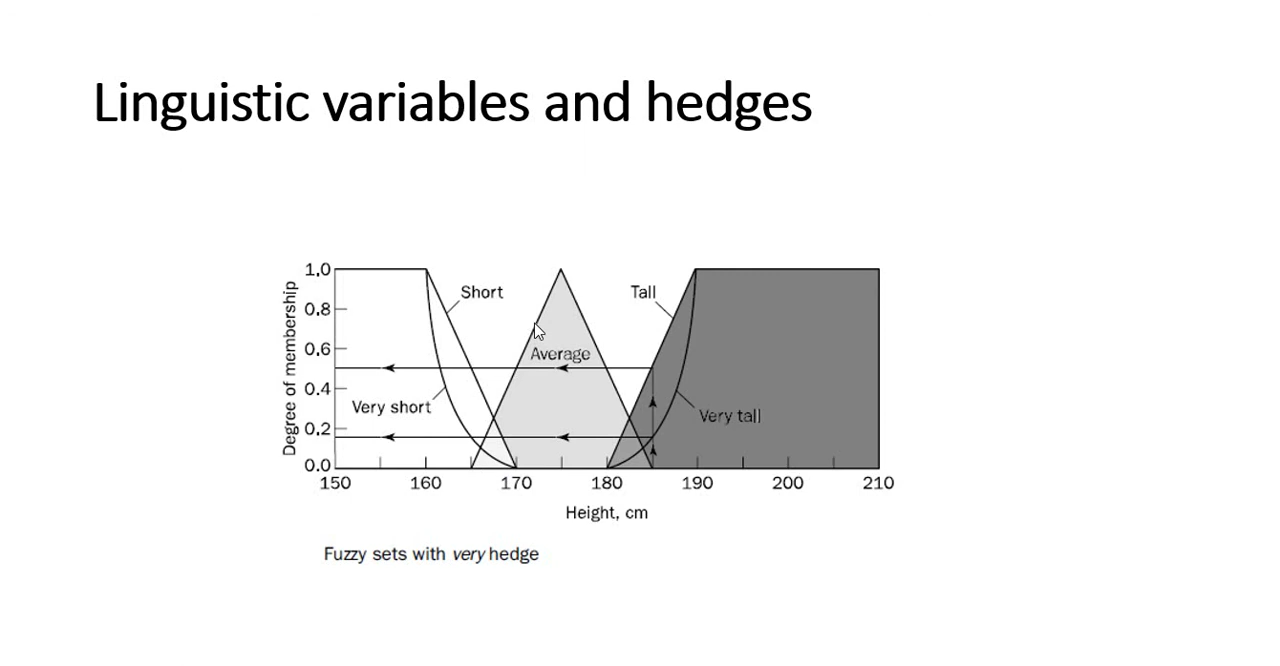 Linguistic variables and hedges
Degree of membership
1.0
0.8
0.6
0.4
0.2
0.0
Short
Tall
Average
Very short
Very tall
150 160 170 180 190 200 210
Height, cm
Fuzzy sets with very hedge